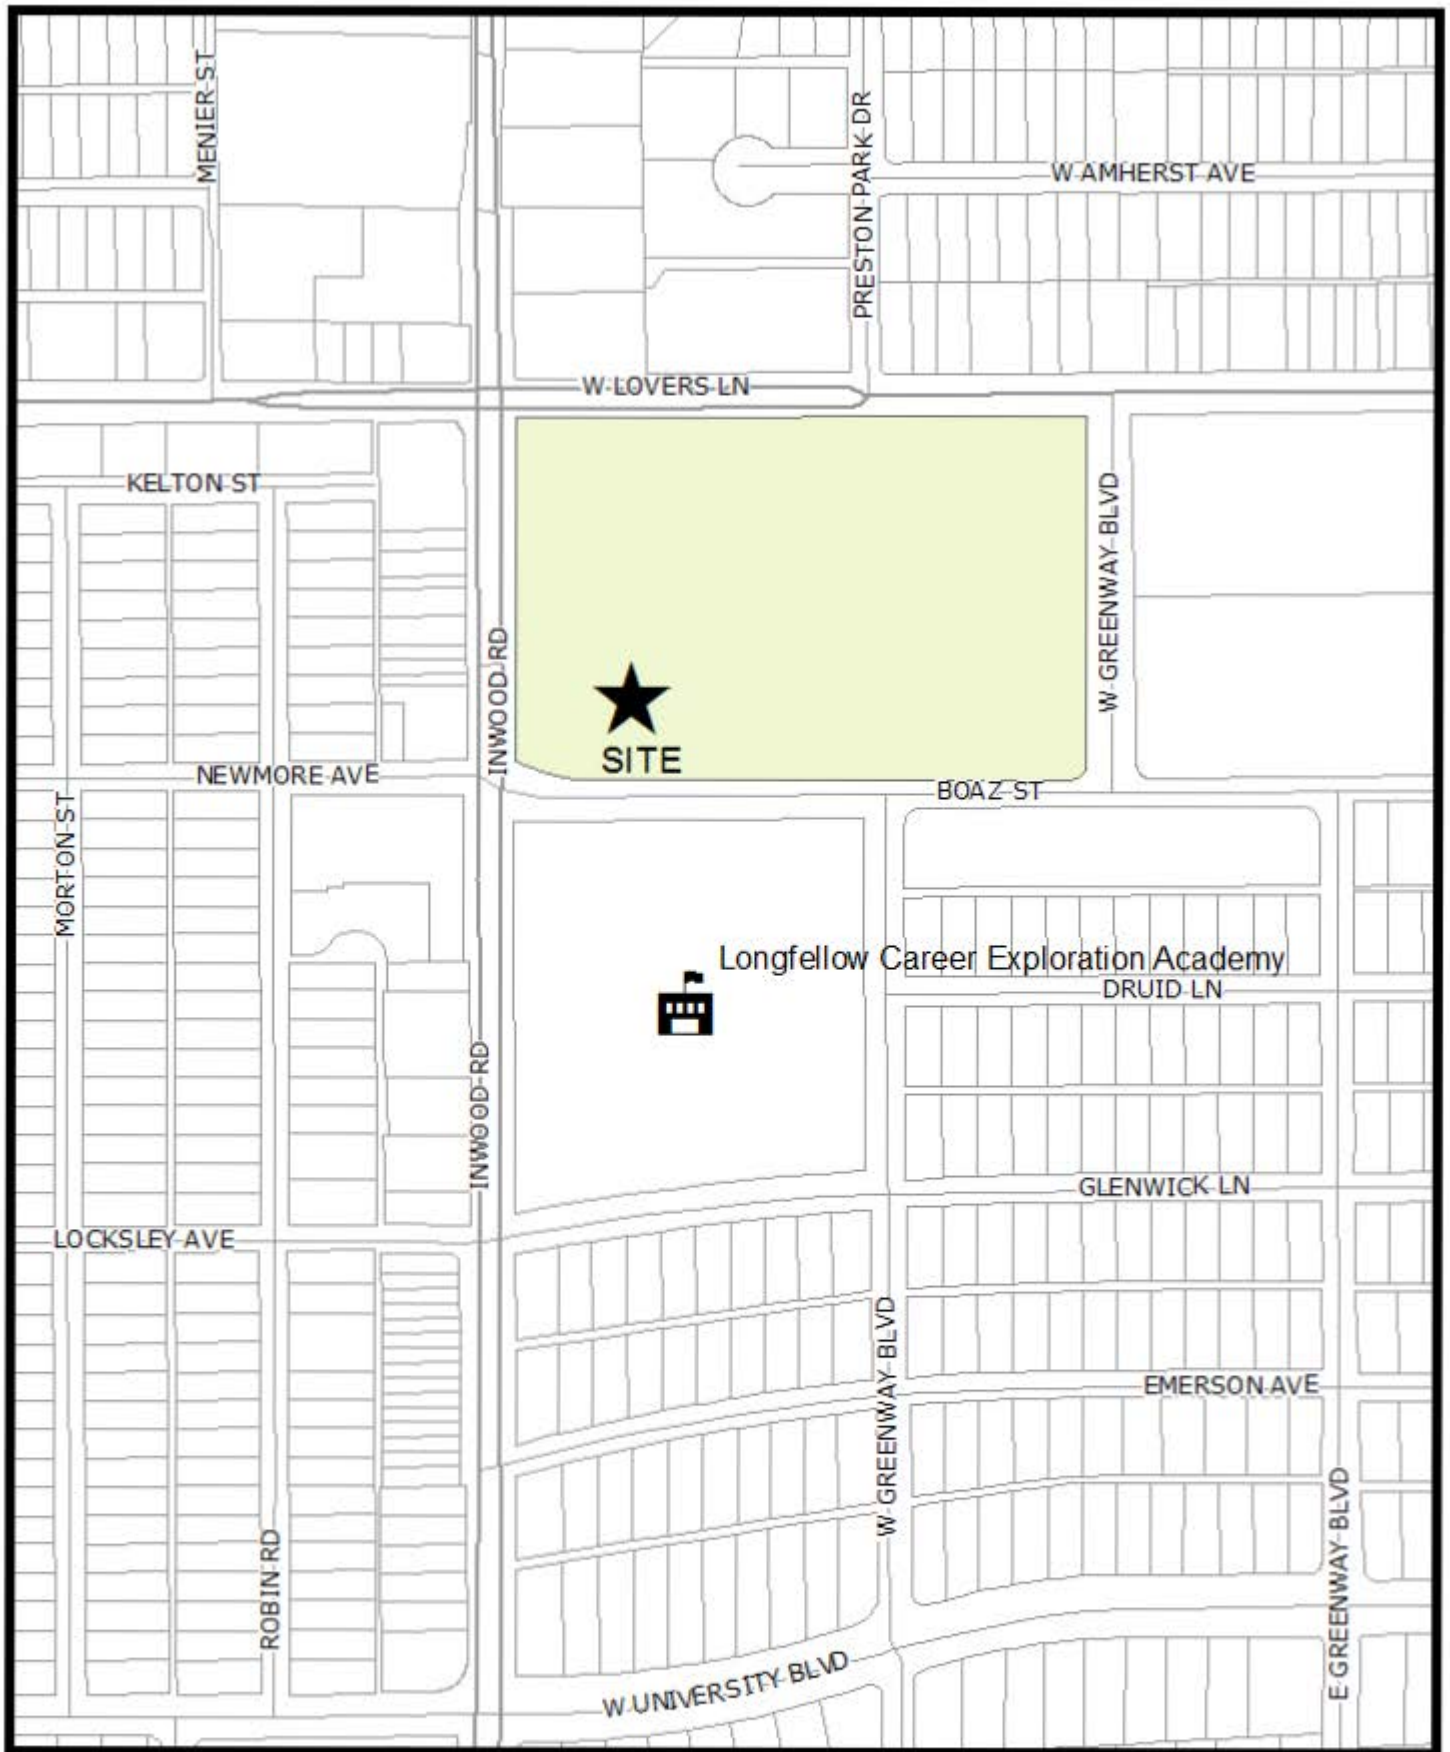 MENIER ST
PRESTON PARK DR
W AMHERST AVE
W LOVERS LN
KELTON ST
W GREENWAY BLVD
INWOOD RD
SITE
NEWMORE AVE
BOAZ ST
MORTON ST
Longfellow Career Exploration Academy
DRUID LN
INWOOD RD
GLENWICK LN
LOCKSLEY AVE
W GREENWAY BLVD
EMERSON AVE
E GREENWAY BLVD
ROBIN RD
W UNIVERSITY BLVD